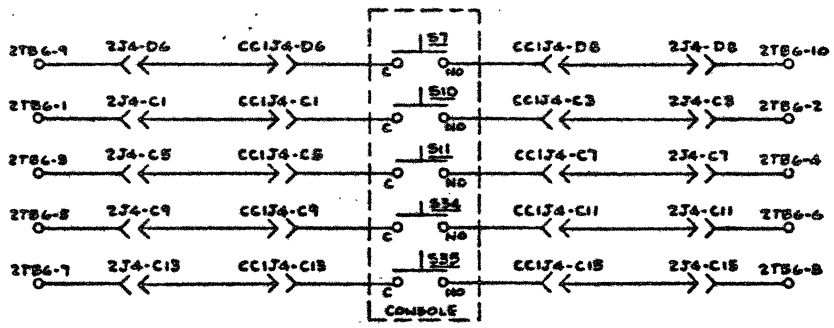 2TB6-9 2J4-D6 CC1J4-D6 S7 CC1J4-D8 2J4-D8 2TB6-10
C NO
2TB6-1 2J4-C1 CC1J4-C1 S10 CC1J4-C3 2J4-C3 2TB6-2
C NO
2TB6-3 2J4-C5 CC1J4-C5 S11 CC1J4-C7 2J4-C7 2TB6-4
C NO
2TB6-5 2J4-C9 CC1J4-C9 S34 CC1J4-C11 2J4-C11 2TB6-6
C NO
2TB6-7 2J4-C13 CC1J4-C13 S35 CC1J4-C15 2J4-C15 2TB6-8
C NO
CONSOLE